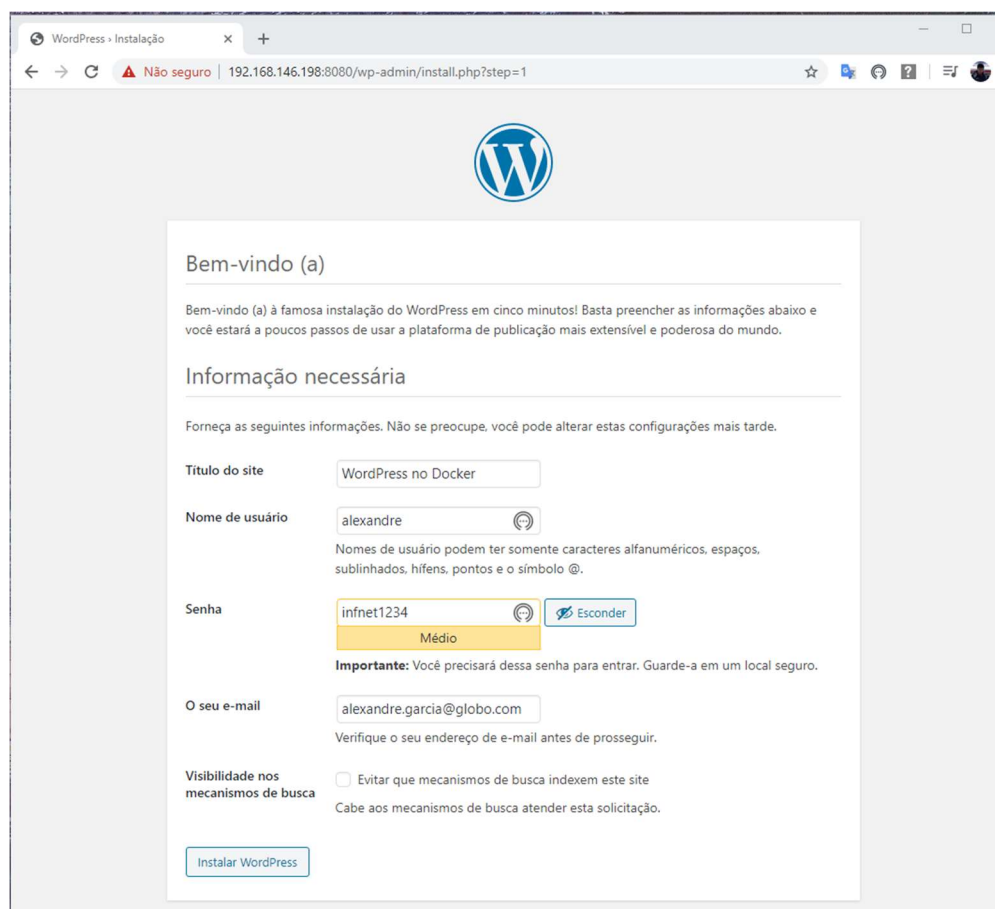 WordPress › Instalação
Não seguro 192.168.146.198:8080/wp-admin/install.php?step=1
Bem-vindo (a)
Bem-vindo (a) à famosa instalação do WordPress em cinco minutos! Basta preencher as informações abaixo e
você estará a poucos passos de usar a plataforma de publicação mais extensível e poderosa do mundo.
Informação necessária
Forneça as seguintes informações. Não se preocupe, você pode alterar estas configurações mais tarde.
Título do site WordPress no Docker
Nome de usuário alexandre
Nomes de usuário podem ter somente caracteres alfanuméricos, espaços,
sublinhados, hífens, pontos e o símbolo @.
Senha infnet1234 Esconder
Médio
Importante: Você precisará dessa senha para entrar. Guarde-a em um local seguro.
O seu e-mail alexandre.garcia@globo.com
Verifique o seu endereço de e-mail antes de prosseguir.
Visibilidade nos
mecanismos de busca
Evitar que mecanismos de busca indexem este site
Cabe aos mecanismos de busca atender esta solicitação.
Instalar WordPress